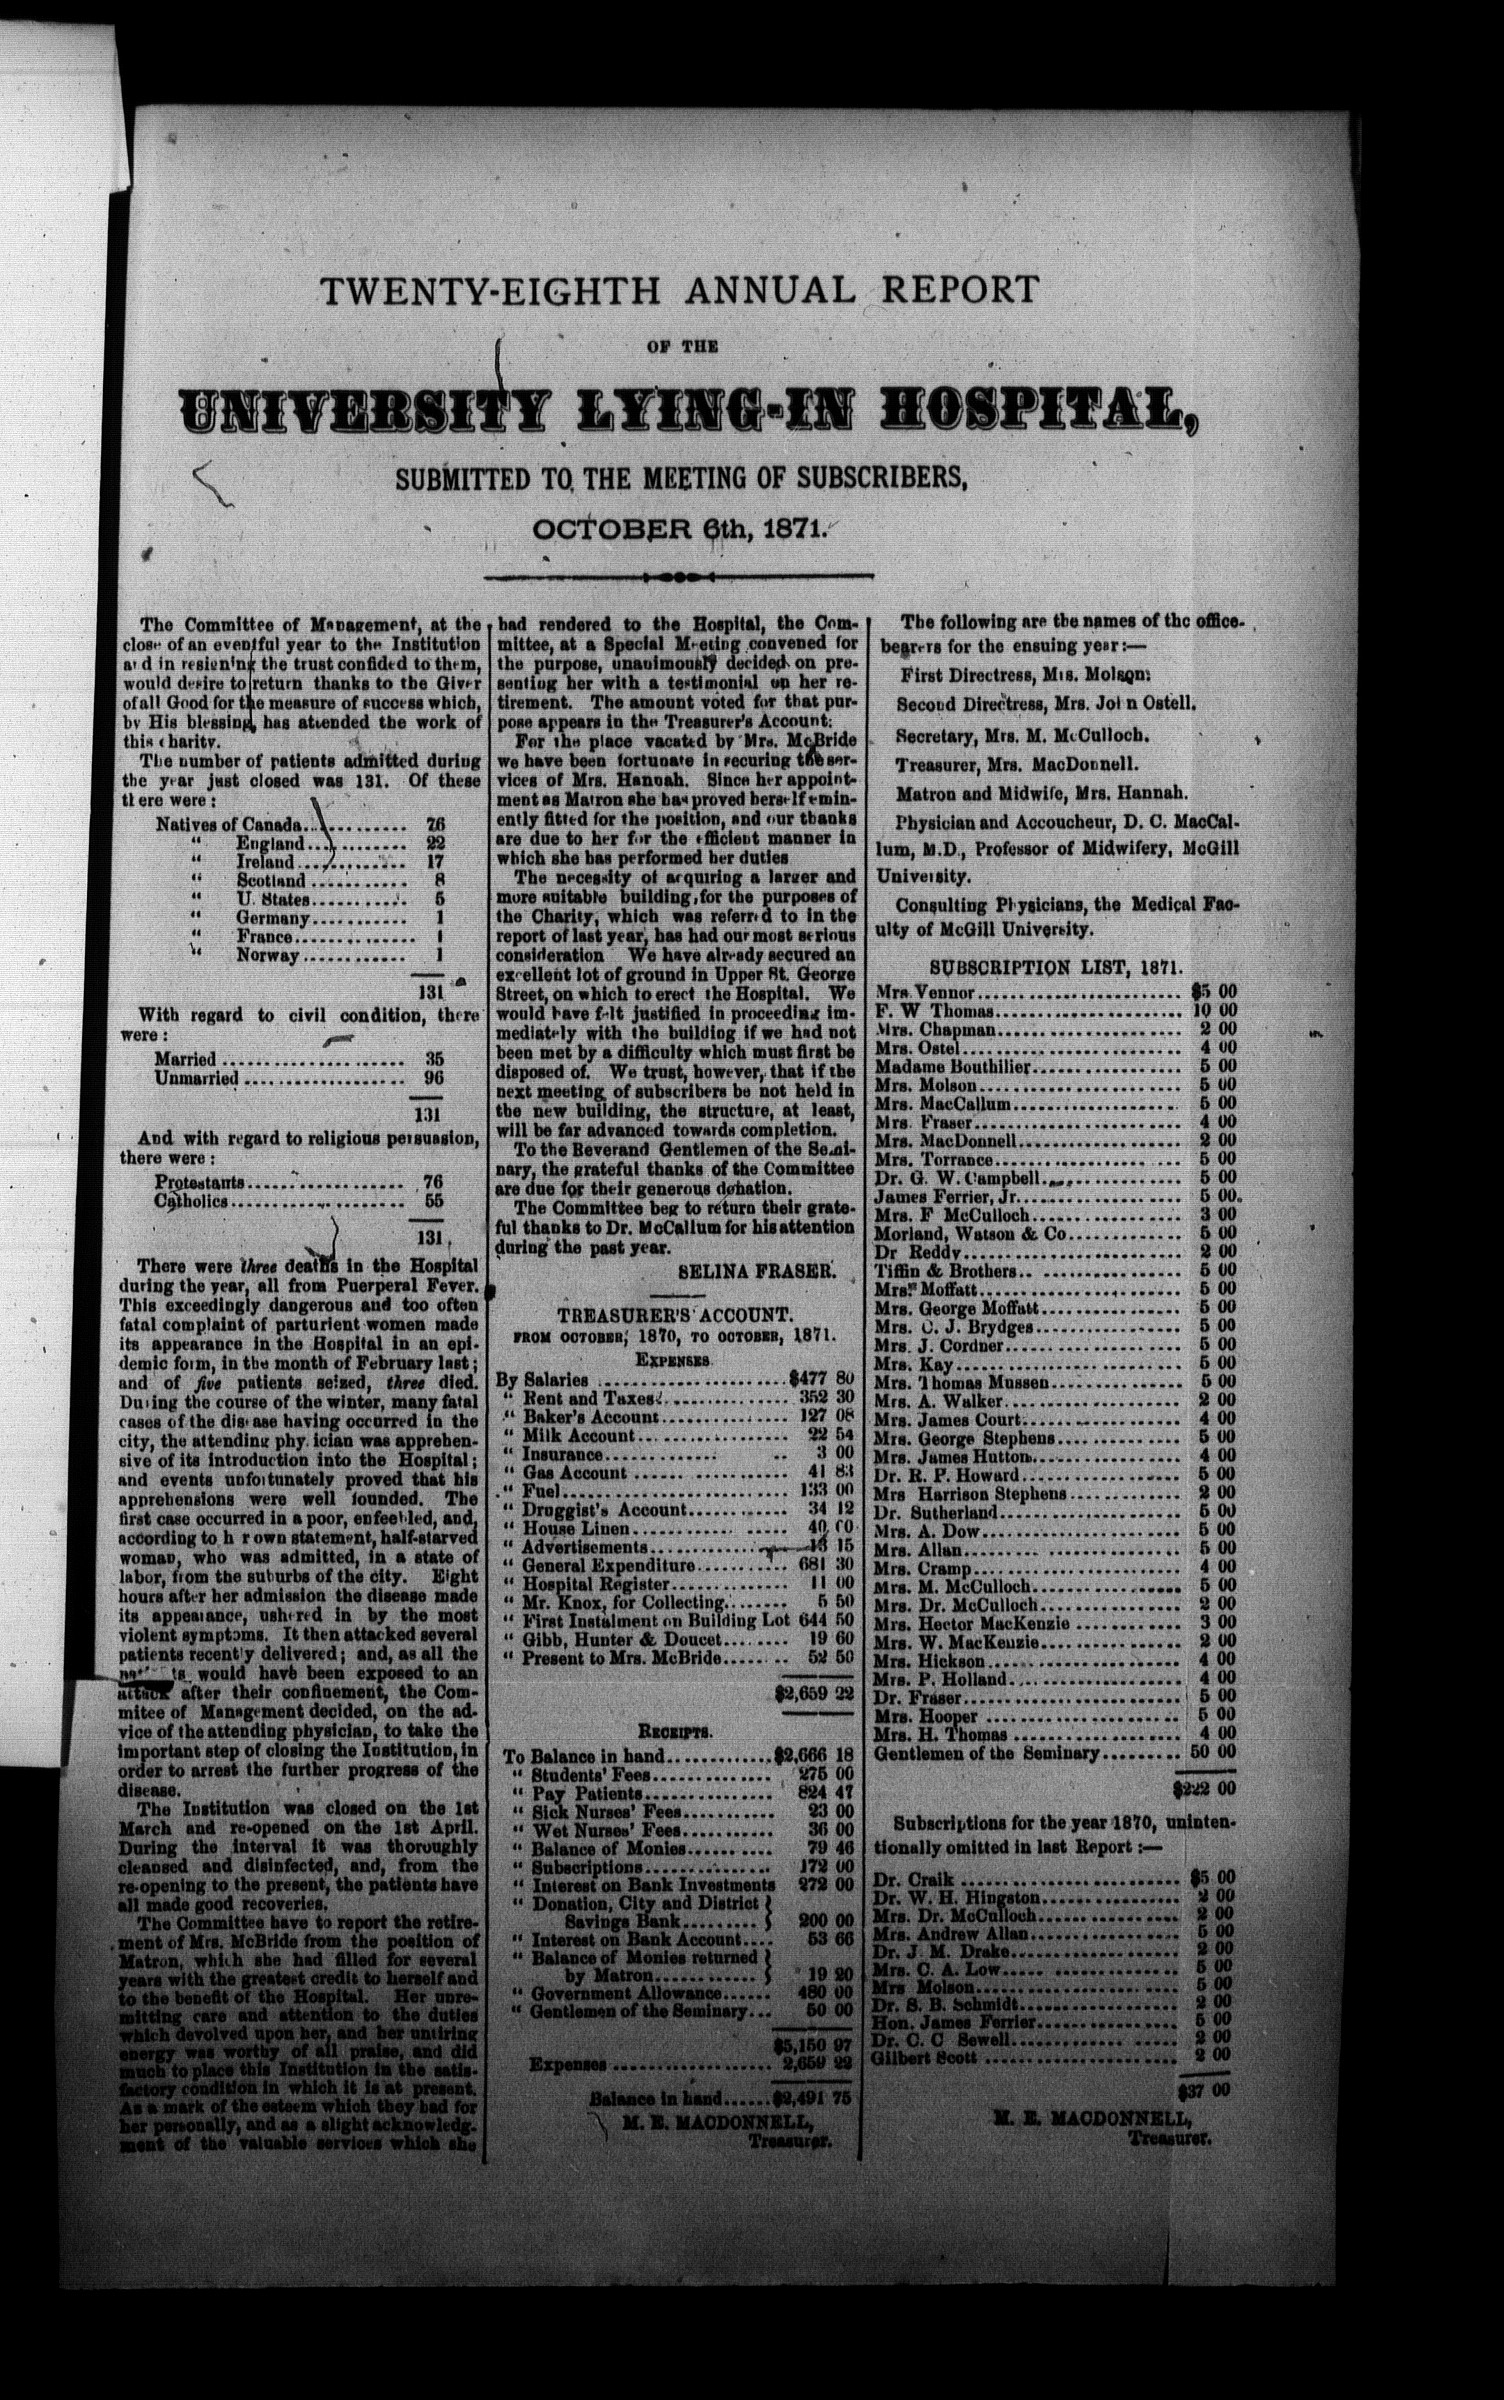 TWENTY-EIGHTH ANNUAL REPORT
OF THE
UNIVERSITY LYING-IN HOSPITAL,
SUBMITTED TO THE MEETING OF SUBSCRIBERS,
OCTOBER 6th, 1871.
The Committee of Management, at the
close of an eventful year to the Institution
and in resigning the trust confided to them,
would desire to return thanks to the Giver
of all Good for the measure of success which,
by His blessing, has attended the work of
this charity.
The number of patients admitted during
the year just closed was 131. Of these
there were:
Natives of Canada............ 76
" England............ 22
" Ireland............ 17
" Scotland........... 8
" U. States........... 5
" Germany........... 1
" France.............. 1
" Norway............ 1
131
With regard to civil condition, there
were:
Married...................... 35
Unmarried.................. 96
131
And with regard to religious persuasion,
there were:
Protestants.................. 76
Catholics..................... 55
131
There were three deaths in the Hospital
during the year, all from Puerperal Fever.
This exceedingly dangerous and too often
fatal complaint of parturient women made
its appearance in the Hospital in an epi-
demic form, in the month of February last;
and of five patients seized, three died.
During the course of the winter, many fatal
cases of the disease having occurred in the
city, the attending physician was apprehen-
sive of its introduction into the Hospital;
and events unfortunately proved that his
apprehensions were well founded. The
first case occurred in a poor, enfeebled, and,
according to her own statement, half-starved
woman, who was admitted, in a state of
labor, from the suburbs of the city. Eight
hours after her admission the disease made
its appearance, ushered in by the most
violent symptoms. It then attacked several
patients recently delivered; and, as all the
would have been exposed to an
attack after their confinement, the Com-
mitee of Management decided, on the ad-
vice of the attending physician, to take the
important step of closing the Institution, in
order to arrest the further progress of the
disease.
The Institution was closed on the 1st
March and re-opened on the 1st April.
During the interval it was thoroughly
cleansed and disinfected, and, from the
re-opening to the present, the patients have
all made good recoveries.
The Committee have to report the retire-
ment of Mrs. McBride from the position of
Matron, which she had filled for several
years with the greatest credit to herself and
to the benefit of the Hospital. Her unre-
mitting care and attention to the duties
which devolved upon her, and her untiring
energy was worthy of all praise, and did
much to place this Institution in the satis-
factory condition in which it is at present.
As a mark of the esteem which they had for
her personally, and as a slight acknowledg-
ment of the valuable services which she
had rendered to the Hospital, the Com-
mittee, at a Special Meeting convened for
the purpose, unanimously decided on pre-
senting her with a testimonial on her re-
tirement. The amount voted for that pur-
pose appears in the Treasurer's Account:
For the place vacated by Mrs. McBride
we have been fortunate in securing the ser-
vices of Mrs. Hannah. Since her appoint-
ment as Matron she has proved herself emin-
ently fitted for the position, and our thanks
are due to her for the efficient manner in
which she has performed her duties
The necessity of acquiring a larger and
more suitable building, for the purposes of
the Charity, which was referred to in the
report of last year, has had our most serious
consideration We have already secured an
excellent lot of ground in Upper St. George
Street, on which to erect the Hospital. We
would have felt justified in proceeding im-
mediately with the building if we had not
been met by a difficulty which must first be
disposed of. We trust, however, that if the
next meeting of subscribers be not held in
the new building, the structure, at least,
will be far advanced towards completion.
To the Reverand Gentlemen of the Semi-
nary, the grateful thanks of the Committee
are due for their generous donation.
The Committee beg to return their grate-
ful thanks to Dr. McCallum for his attention
during the past year.
SELINA FRASER.
TREASURER'S ACCOUNT.
FROM OCTOBER, 1870, TO OCTOBER, 1871.
EXPENSES
By Salaries......................$477 80
" Rent and Taxes............... 352 30
" Baker's Account.............. 127 08
" Milk Account.................. 22 54
" Insurance............. .. 3 00
" Gas Account .................. 41 83
" Fuel.......................... 133 00
" Druggist's Account........... 34 12
" House Linen.................. 40 00
" Advertisements............... 13 15
" General Expenditure.......... 681 30
" Hospital Register.............. 11 00
" Mr. Knox, for Collecting........ 5 50
" First Instalment on Building Lot 644 50
" Gibb, Hunter & Doucet........ 19 60
" Present to Mrs. McBride........ 52 50
$2,659 22
RECEIPTS.
To Balance in hand.............$2,666 18
" Students' Fees............... 275 00
" Pay Patients................ 824 47
" Sick Nurses' Fees........... 23 00
" Wet Nurses' Fees........... 36 00
" Balance of Monies.......... 79 46
" Subscriptions............... 172 00
" Interest on Bank Investments 272 00
" Donation, City and District }
Savings Bank......... } 200 00
" Interest on Bank Account.... 53 66
" Balance of Monies returned }
by Matron............ } 19 20
" Government Allowance...... 480 00
" Gentlemen of the Seminary... 50 00
$5,150 97
Expenses.................... 2,659 22
Balance in hand......$2,491 75
M. E. MACDONNELL,
Treasurer.
The following are the names of the office-
bearers for the ensuing year:—
First Directress, Mrs. Molson.
Second Directress, Mrs. John Ostell.
Secretary, Mrs. M. McCulloch.
Treasurer, Mrs. MacDonnell.
Matron and Midwife, Mrs. Hannah.
Physician and Accoucheur, D. C. MacCal-
lum, M.D., Professor of Midwifery, McGill
University.
Consulting Physicians, the Medical Fac-
ulty of McGill University.
SUBSCRIPTION LIST, 1871.
Mrs. Vennor........................ $5 00
F. W Thomas....................... 10 00
Mrs. Chapman...................... 2 00
Mrs. Ostel.......................... 4 00
Madame Bouthilier................. 5 00
Mrs. Molson........................ 5 00
Mrs. MacCallum.................... 5 00
Mrs. Fraser......................... 4 00
Mrs. MacDonnell................... 2 00
Mrs. Torrance...................... 5 00
Dr. G. W. Campbell................ 5 00
James Ferrier, Jr.................... 5 00
Mrs. F McCulloch.................. 3 00
Morland, Watson & Co............. 5 00
Dr Reddy........................... 2 00
Tiffin & Brothers.................... 5 00
Mrs. Moffatt........................ 5 00
Mrs. George Moffatt................ 5 00
Mrs. C. J. Brydges................. 5 00
Mrs. J. Cordner..................... 5 00
Mrs. Kay........................... 5 00
Mrs. Thomas Mussen............... 5 00
Mrs. A. Walker..................... 2 00
Mrs. James Court................... 4 00
Mrs. George Stephens............... 5 00
Mrs. James Hutton.................. 4 00
Dr. R. P. Howard................... 5 00
Mrs Harrison Stephens.............. 2 00
Dr. Sutherland...................... 5 00
Mrs. A. Dow........................ 5 00
Mrs. Allan.......................... 5 00
Mrs. Cramp......................... 4 00
Mrs. M. McCulloch................. 5 00
Mrs. Dr. McCulloch................. 2 00
Mrs. Hector MacKenzie............ 3 00
Mrs. W. MacKenzie................. 2 00
Mrs. Hickson....................... 4 00
Mrs. P. Holland.................... 4 00
Dr. Fraser.......................... 5 00
Mrs. Hooper........................ 5 00
Mrs. H. Thomas.................... 4 00
Gentlemen of the Seminary......... 50 00
$222 00
Subscriptions for the year 1870, uninten-
tionally omitted in last Report:—
Dr. Craik.......................... $5 00
Dr. W. H. Hingston................ 2 00
Mrs. Dr. McCulloch................ 2 00
Mrs. Andrew Allan................. 5 00
Dr. J. M. Drake.................... 2 00
Mrs. C. A. Low..................... 5 00
Mrs Molson......................... 5 00
Dr. S. B. Schmidt................... 2 00
Hon. James Ferrier................. 5 00
Dr. C. C Sewell.................... 2 00
Gilbert Scott....................... 2 00
$37 00
M. E. MACDONNELL,
Treasurer.